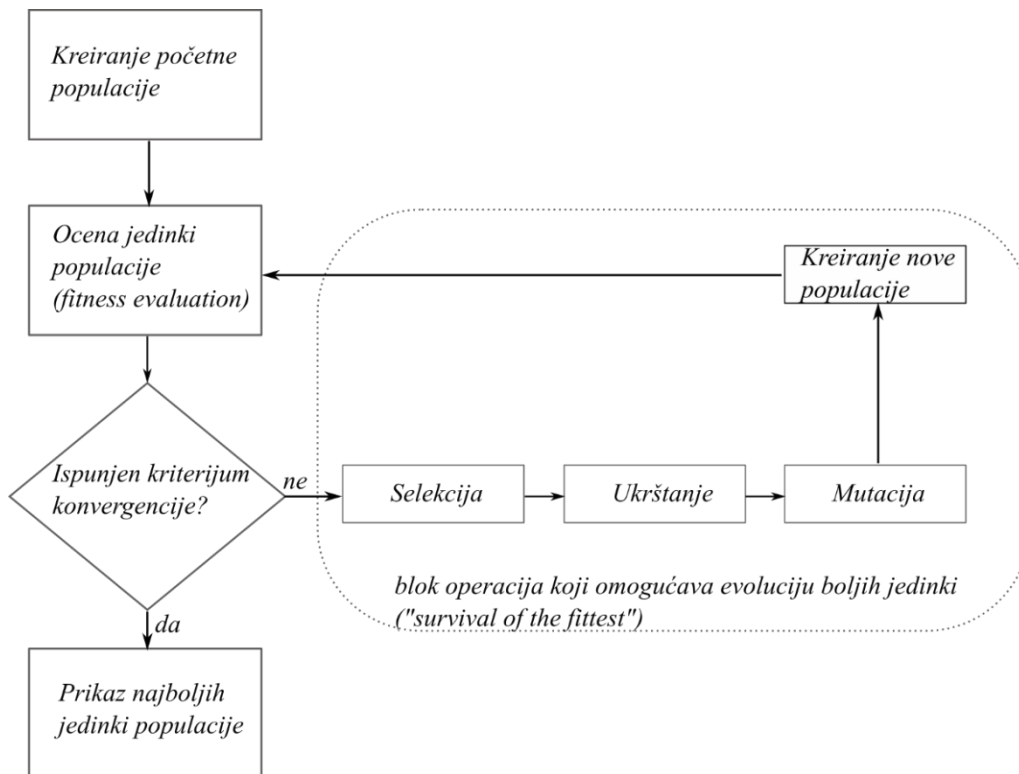 Kreiranje početne
populacije
Ocena jedinki
populacije
(fitness evaluation)
Kreiranje nove
populacije
Ispunjen kriterijum
konvergencije?
ne
Selekcija
Ukrštanje
Mutacija
blok operacija koji omogućava evoluciju boljih jedinki
("survival of the fittest")
da
Prikaz najboljih
jedinki populacije